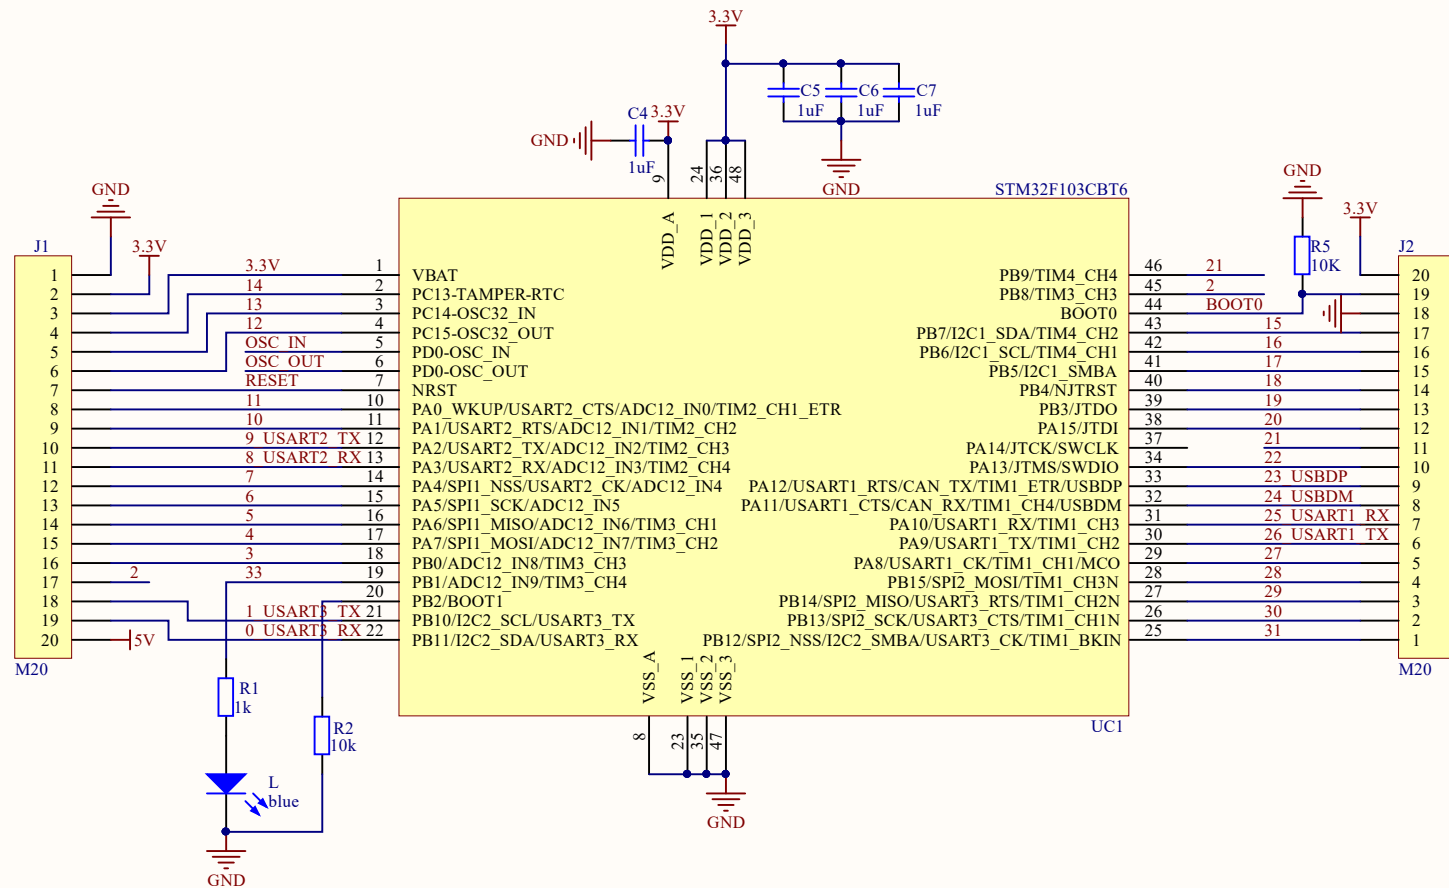 3.3V
C5
C6
C7
1uF
1uF
1uF
C4
3.3V
GND
1uF
9
24
36
48
GND
STM32F103CBT6
GND
3.3V
GND
3.3V
J1
R5
10K
J2
VDD_A
VDD_1
VDD_2
VDD_3
1
3.3V
1
VBAT
PB9/TIM4_CH4
46
21
20
2
14
2
PC13-TAMPER-RTC
PB8/TIM3_CH3
45
2
19
3
13
3
PC14-OSC32_IN
BOOT0
44
BOOT0
18
4
12
4
PC15-OSC32_OUT
PB7/I2C1_SDA/TIM4_CH2
43
15
17
5
OSC_IN
5
PD0-OSC_IN
PB6/I2C1_SCL/TIM4_CH1
42
16
16
6
OSC_OUT
6
PD0-OSC_OUT
PB5/I2C1_SMBA
41
17
15
7
RESET
7
NRST
PB4/NJTRST
40
18
14
8
11
10
PA0_WKUP/USART2_CTS/ADC12_IN0/TIM2_CH1_ETR
PB3/JTDO
39
19
13
9
10
11
PA1/USART2_RTS/ADC12_IN1/TIM2_CH2
PA15/JTDI
38
20
12
10
9 USART2_TX
12
PA2/USART2_TX/ADC12_IN2/TIM2_CH3
PA14/JTCK/SWCLK
37
21
11
11
8 USART2_RX
13
PA3/USART2_RX/ADC12_IN3/TIM2_CH4
PA13/JTMS/SWDIO
34
22
10
12
7
14
PA4/SPI1_NSS/USART2_CK/ADC12_IN4
PA12/USART1_RTS/CAN_TX/TIM1_ETR/USBDP
33
23 USBDP
9
13
6
15
PA5/SPI1_SCK/ADC12_IN5
PA11/USART1_CTS/CAN_RX/TIM1_CH4/USBDM
32
24 USBDM
8
14
5
16
PA6/SPI1_MISO/ADC12_IN6/TIM3_CH1
PA10/USART1_RX/TIM1_CH3
31
25 USART1_RX
7
15
4
17
PA7/SPI1_MOSI/ADC12_IN7/TIM3_CH2
PA9/USART1_TX/TIM1_CH2
30
26 USART1_TX
6
16
3
18
PB0/ADC12_IN8/TIM3_CH3
PA8/USART1_CK/TIM1_CH1/MCO
29
27
5
17
2
33
19
PB1/ADC12_IN9/TIM3_CH4
PB15/SPI2_MOSI/TIM1_CH3N
28
28
4
18
20
PB2/BOOT1
PB14/SPI2_MISO/USART3_RTS/TIM1_CH2N
27
29
3
19
1 USART3_TX
21
PB10/I2C2_SCL/USART3_TX
PB13/SPI2_SCK/USART3_CTS/TIM1_CH1N
26
30
2
20
5V
0 USART3_RX
22
PB11/I2C2_SDA/USART3_RX
PB12/SPI2_NSS/I2C2_SMBA/USART3_CK/TIM1_BKIN
25
31
1
M20
M20
VSS_A
VSS_1
VSS_2
VSS_3
R1
1k
UC1
R2
10k
8
23
35
47
L
blue
GND
GND